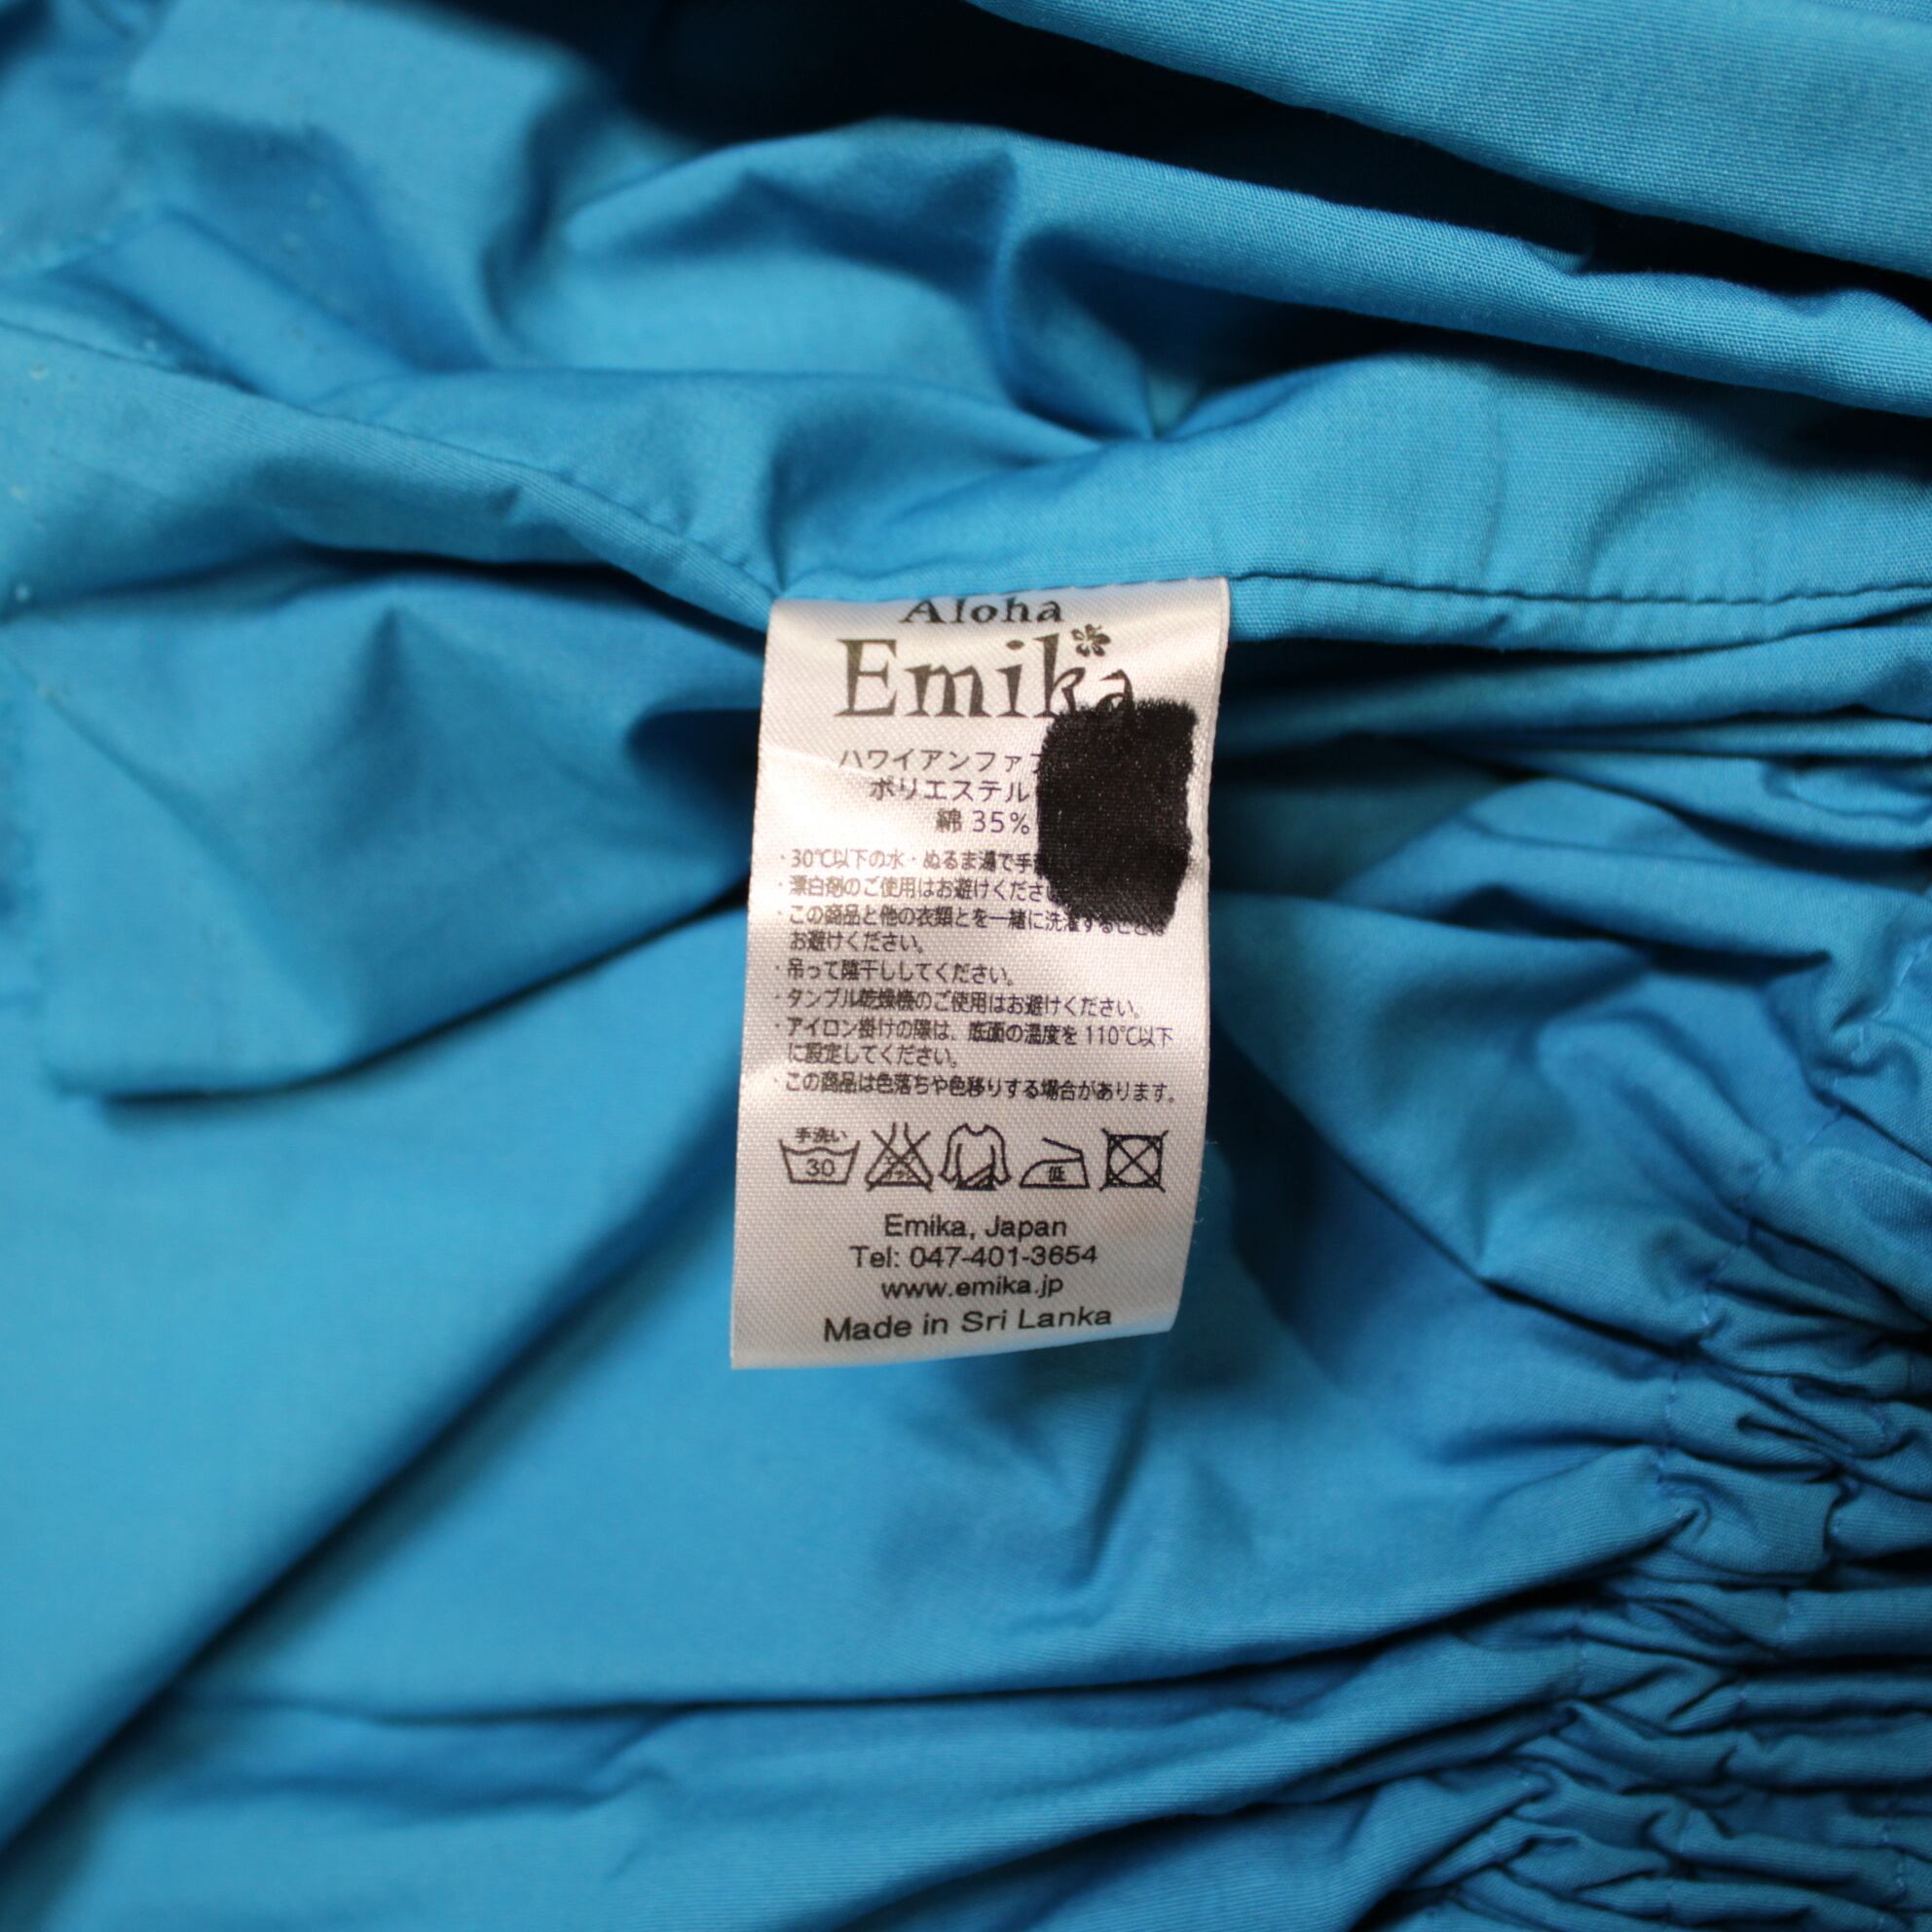 Aloha
Emika
ハワイアンファ
ポリエステル
綿 35%
・30℃以下の水・ぬるま湯で手
・漂白剤のご使用はお避けくださ
・この商品と他の衣類とを一緒に洗濯することは
お避けください。
・吊って陰干ししてください。
・タンブル乾燥機のご使用はお避けください。
・アイロン掛けの際は、底面の温度を 110℃以下
に設定してください。
・この商品は色落ちや色移りする場合があります。
手洗い
30
低
Emika, Japan
Tel: 047-401-3654
www.emika.jp
Made in Sri Lanka